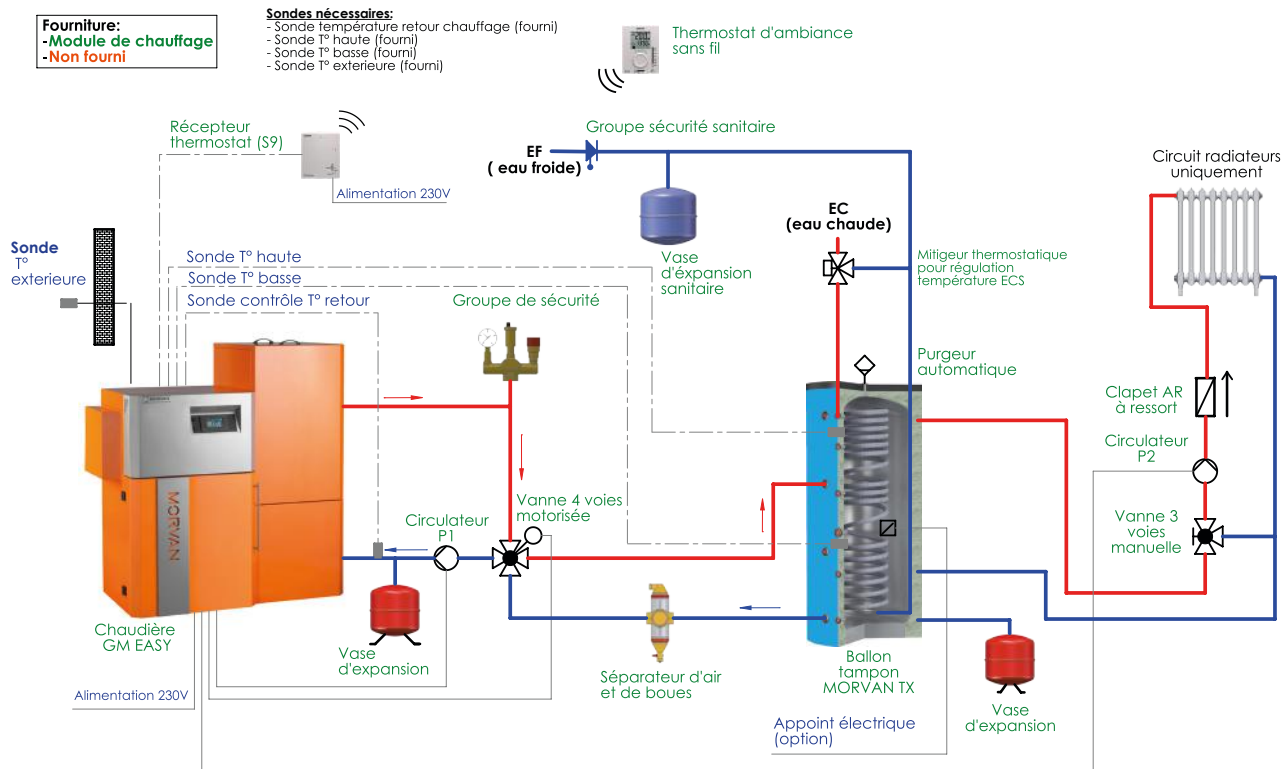 Fourniture:
-Module de chauffage
-Non fourni
Sondes nécessaires:
- Sonde température retour chauffage (fourni)
- Sonde T° haute (fourni)
- Sonde T° basse (fourni)
- Sonde T° exterieure (fourni)
Thermostat d'ambiance
sans fil
Récepteur
thermostat (S9)
Alimentation 230V
Groupe sécurité sanitaire
EF
( eau froide)
Vase
d'éxpansion
sanitaire
EC
(eau chaude)
Mitigeur thermostatique
pour régulation
température ECS
Circuit radiateurs
uniquement
Sonde
T°
exterieure
Sonde T° haute
Sonde T° basse
Sonde contrôle T° retour
Groupe de sécurité
Purgeur
automatique
Clapet AR
à ressort
Circulateur
P2
Vanne 3
voies
manuelle
Vanne 4 voies
motorisée
Circulateur
P1
MORVAN
Chaudière
GM EASY
Vase
d'expansion
Séparateur d'air
et de boues
Ballon
tampon
MORVAN TX
Vase
d'expansion
Alimentation 230V
Appoint électrique
(option)